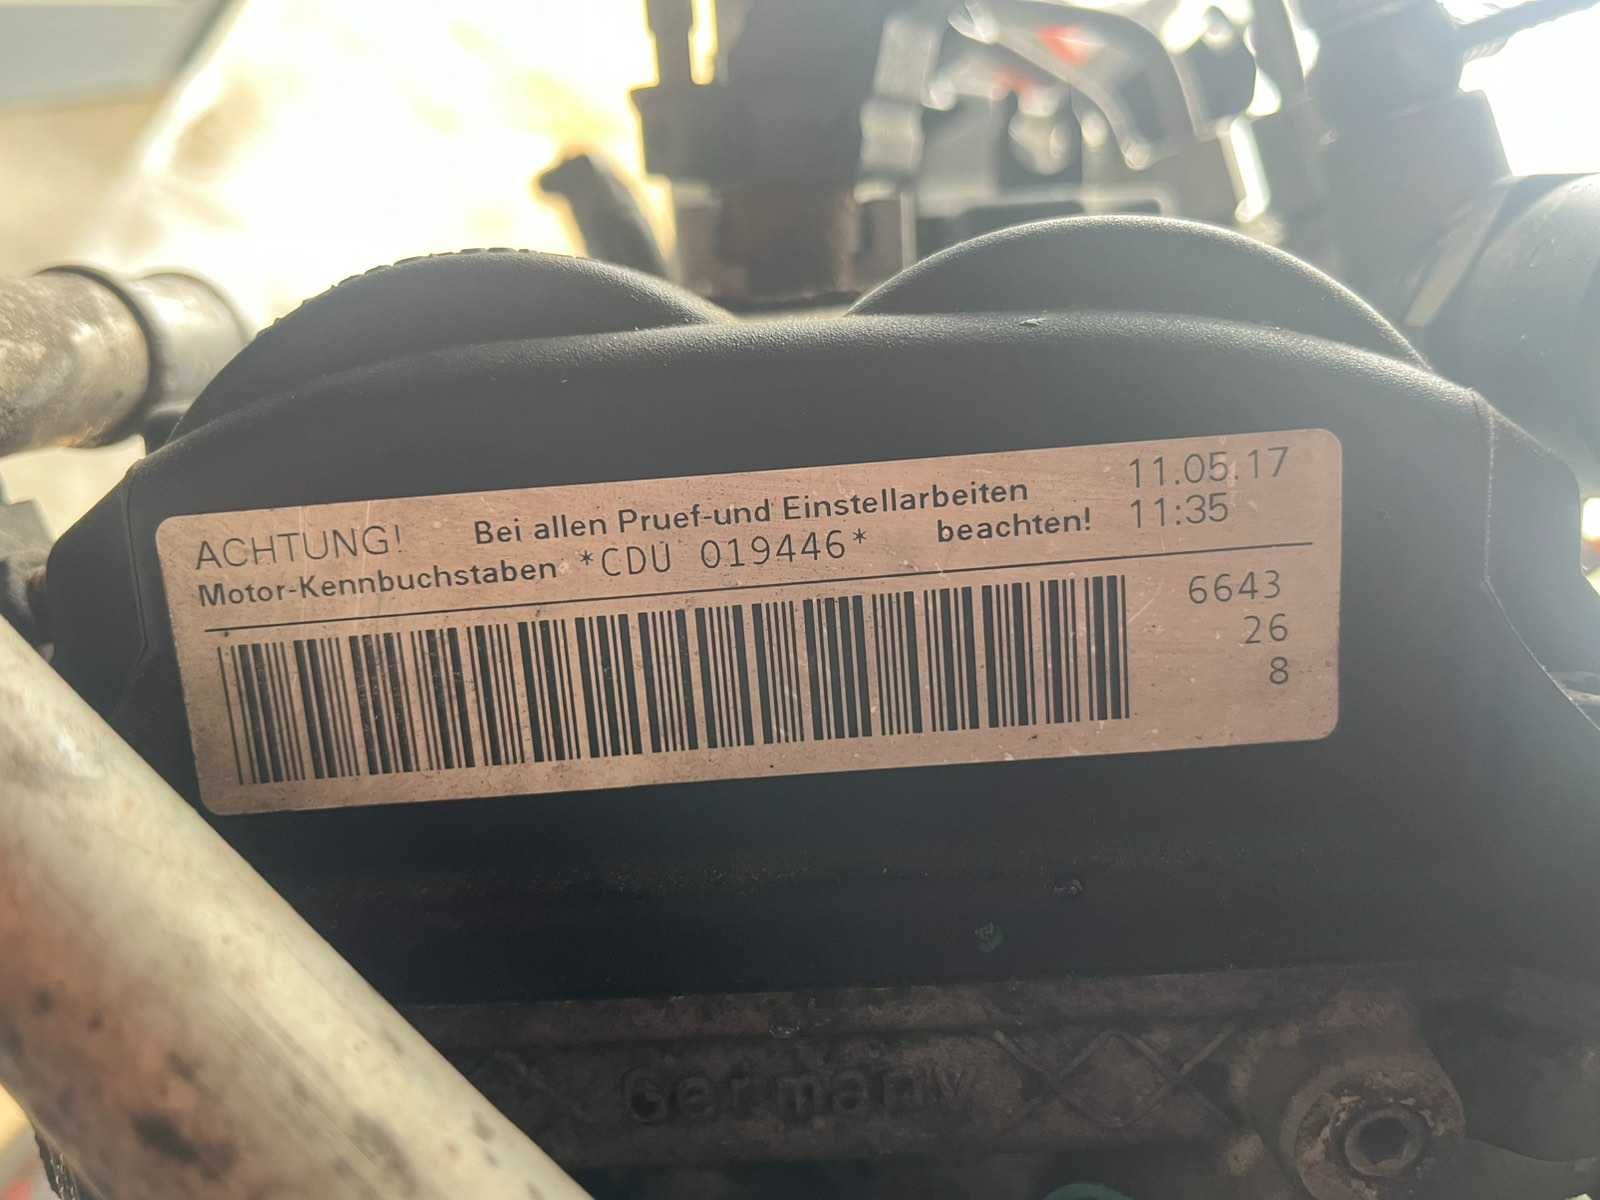 ACHTUNG! Bei allen Pruef-und Einstellarbeiten 11.05.17
Motor-Kennbuchstaben *CDU 019446* beachten! 11:35
6643
26
8
Germany